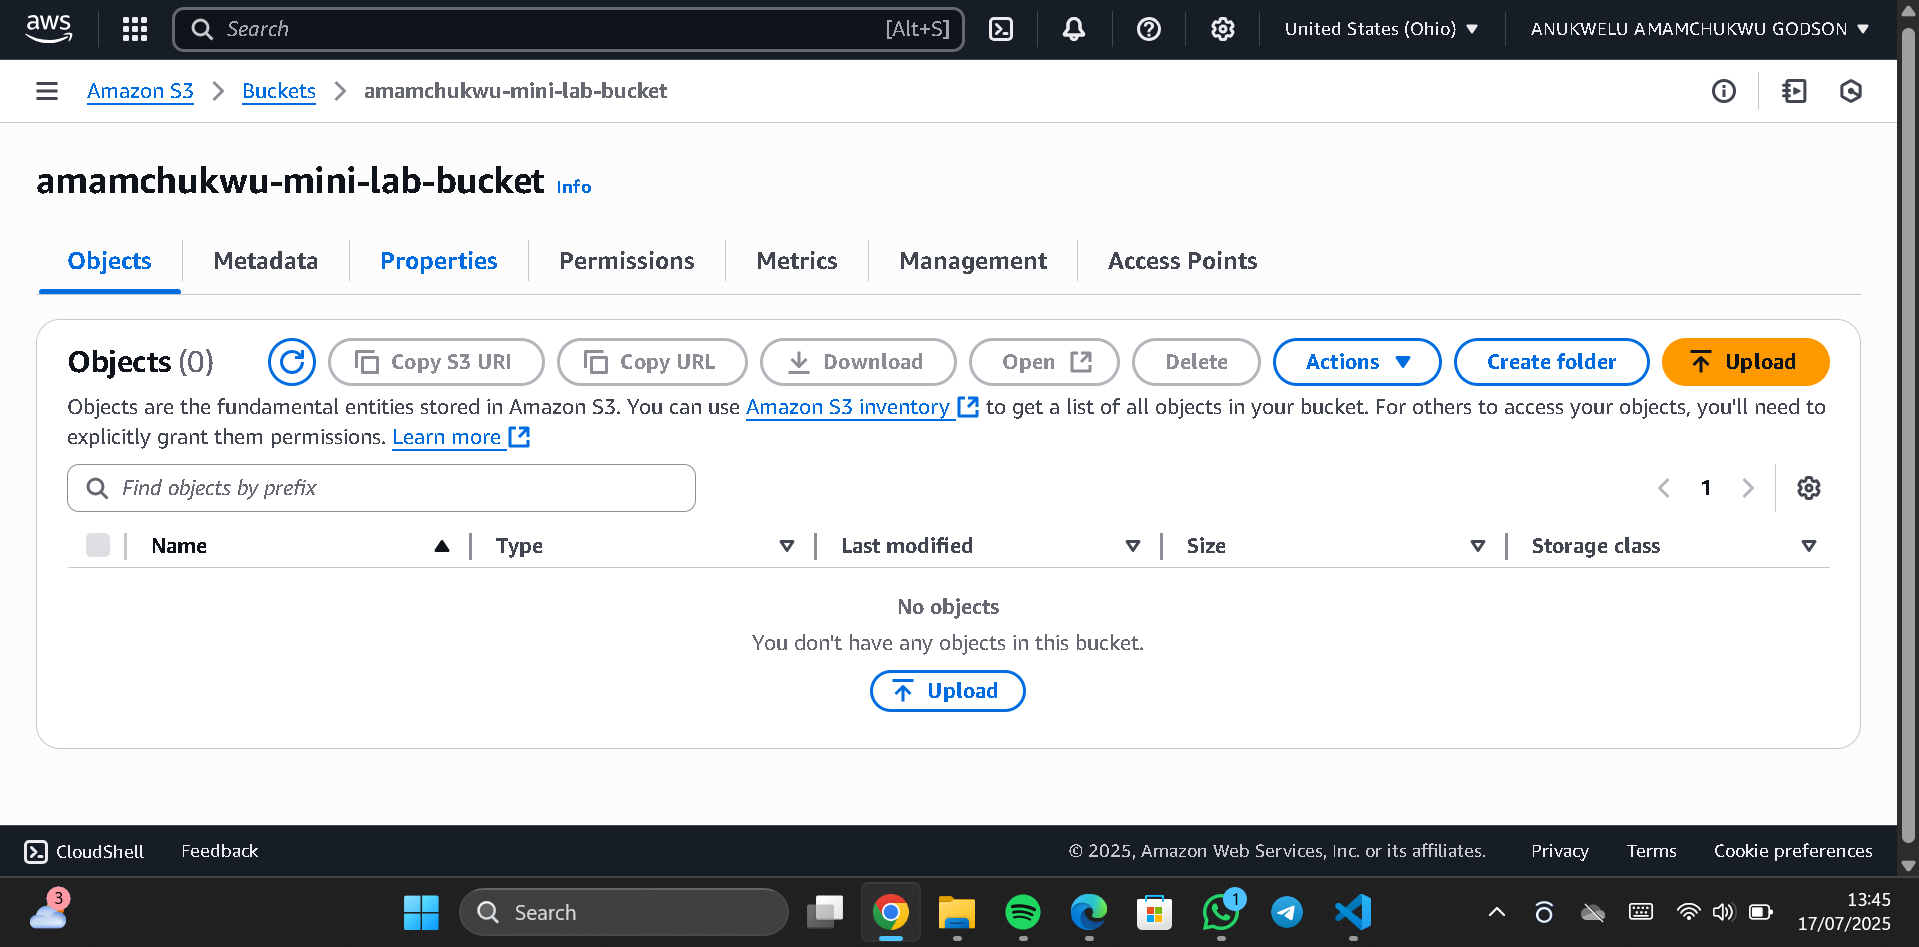 aws
Search
[Alt+S]
United States (Ohio)
ANUKWELU AMAMCHUKWU GODSON
Amazon S3
Buckets
amamchukwu-mini-lab-bucket
amamchukwu-mini-lab-bucket Info
Objects
Metadata
Properties
Permissions
Metrics
Management
Access Points
Objects (0)
Copy S3 URI
Copy URL
Download
Open
Delete
Actions
Create folder
Upload
Objects are the fundamental entities stored in Amazon S3. You can use Amazon S3 inventory to get a list of all objects in your bucket. For others to access your objects, you'll need to
explicitly grant them permissions. Learn more
Find objects by prefix
1
Name
Type
Last modified
Size
Storage class
No objects
You don't have any objects in this bucket.
Upload
CloudShell
Feedback
© 2025, Amazon Web Services, Inc. or its affiliates.
Privacy
Terms
Cookie preferences
3
Search
1
13:45
17/07/2025